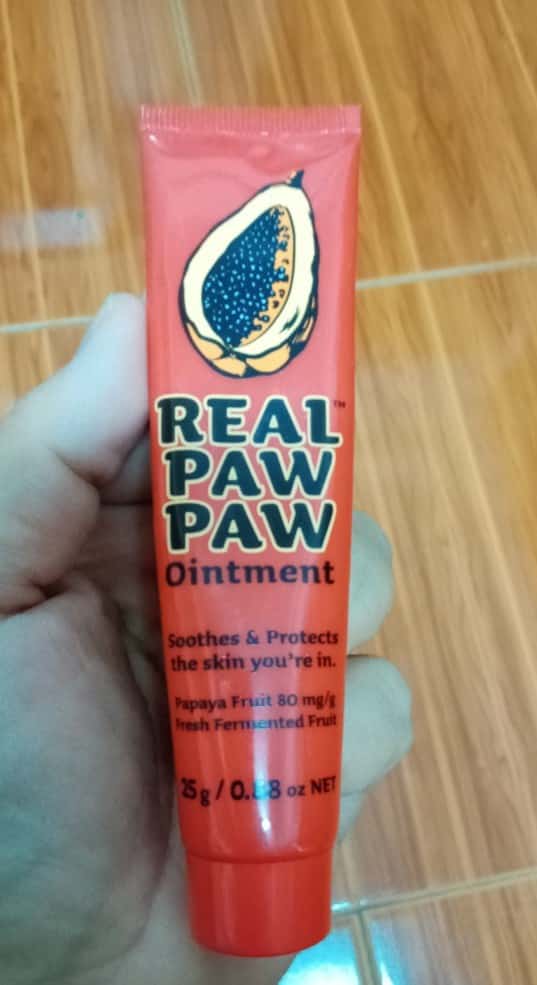 REAL™
PAW
PAW
Ointment
Soothes & Protects
the skin you're in.
Papaya Fruit 80 mg/g
Fresh Fermented Fruit
25g / 0.88 oz NET